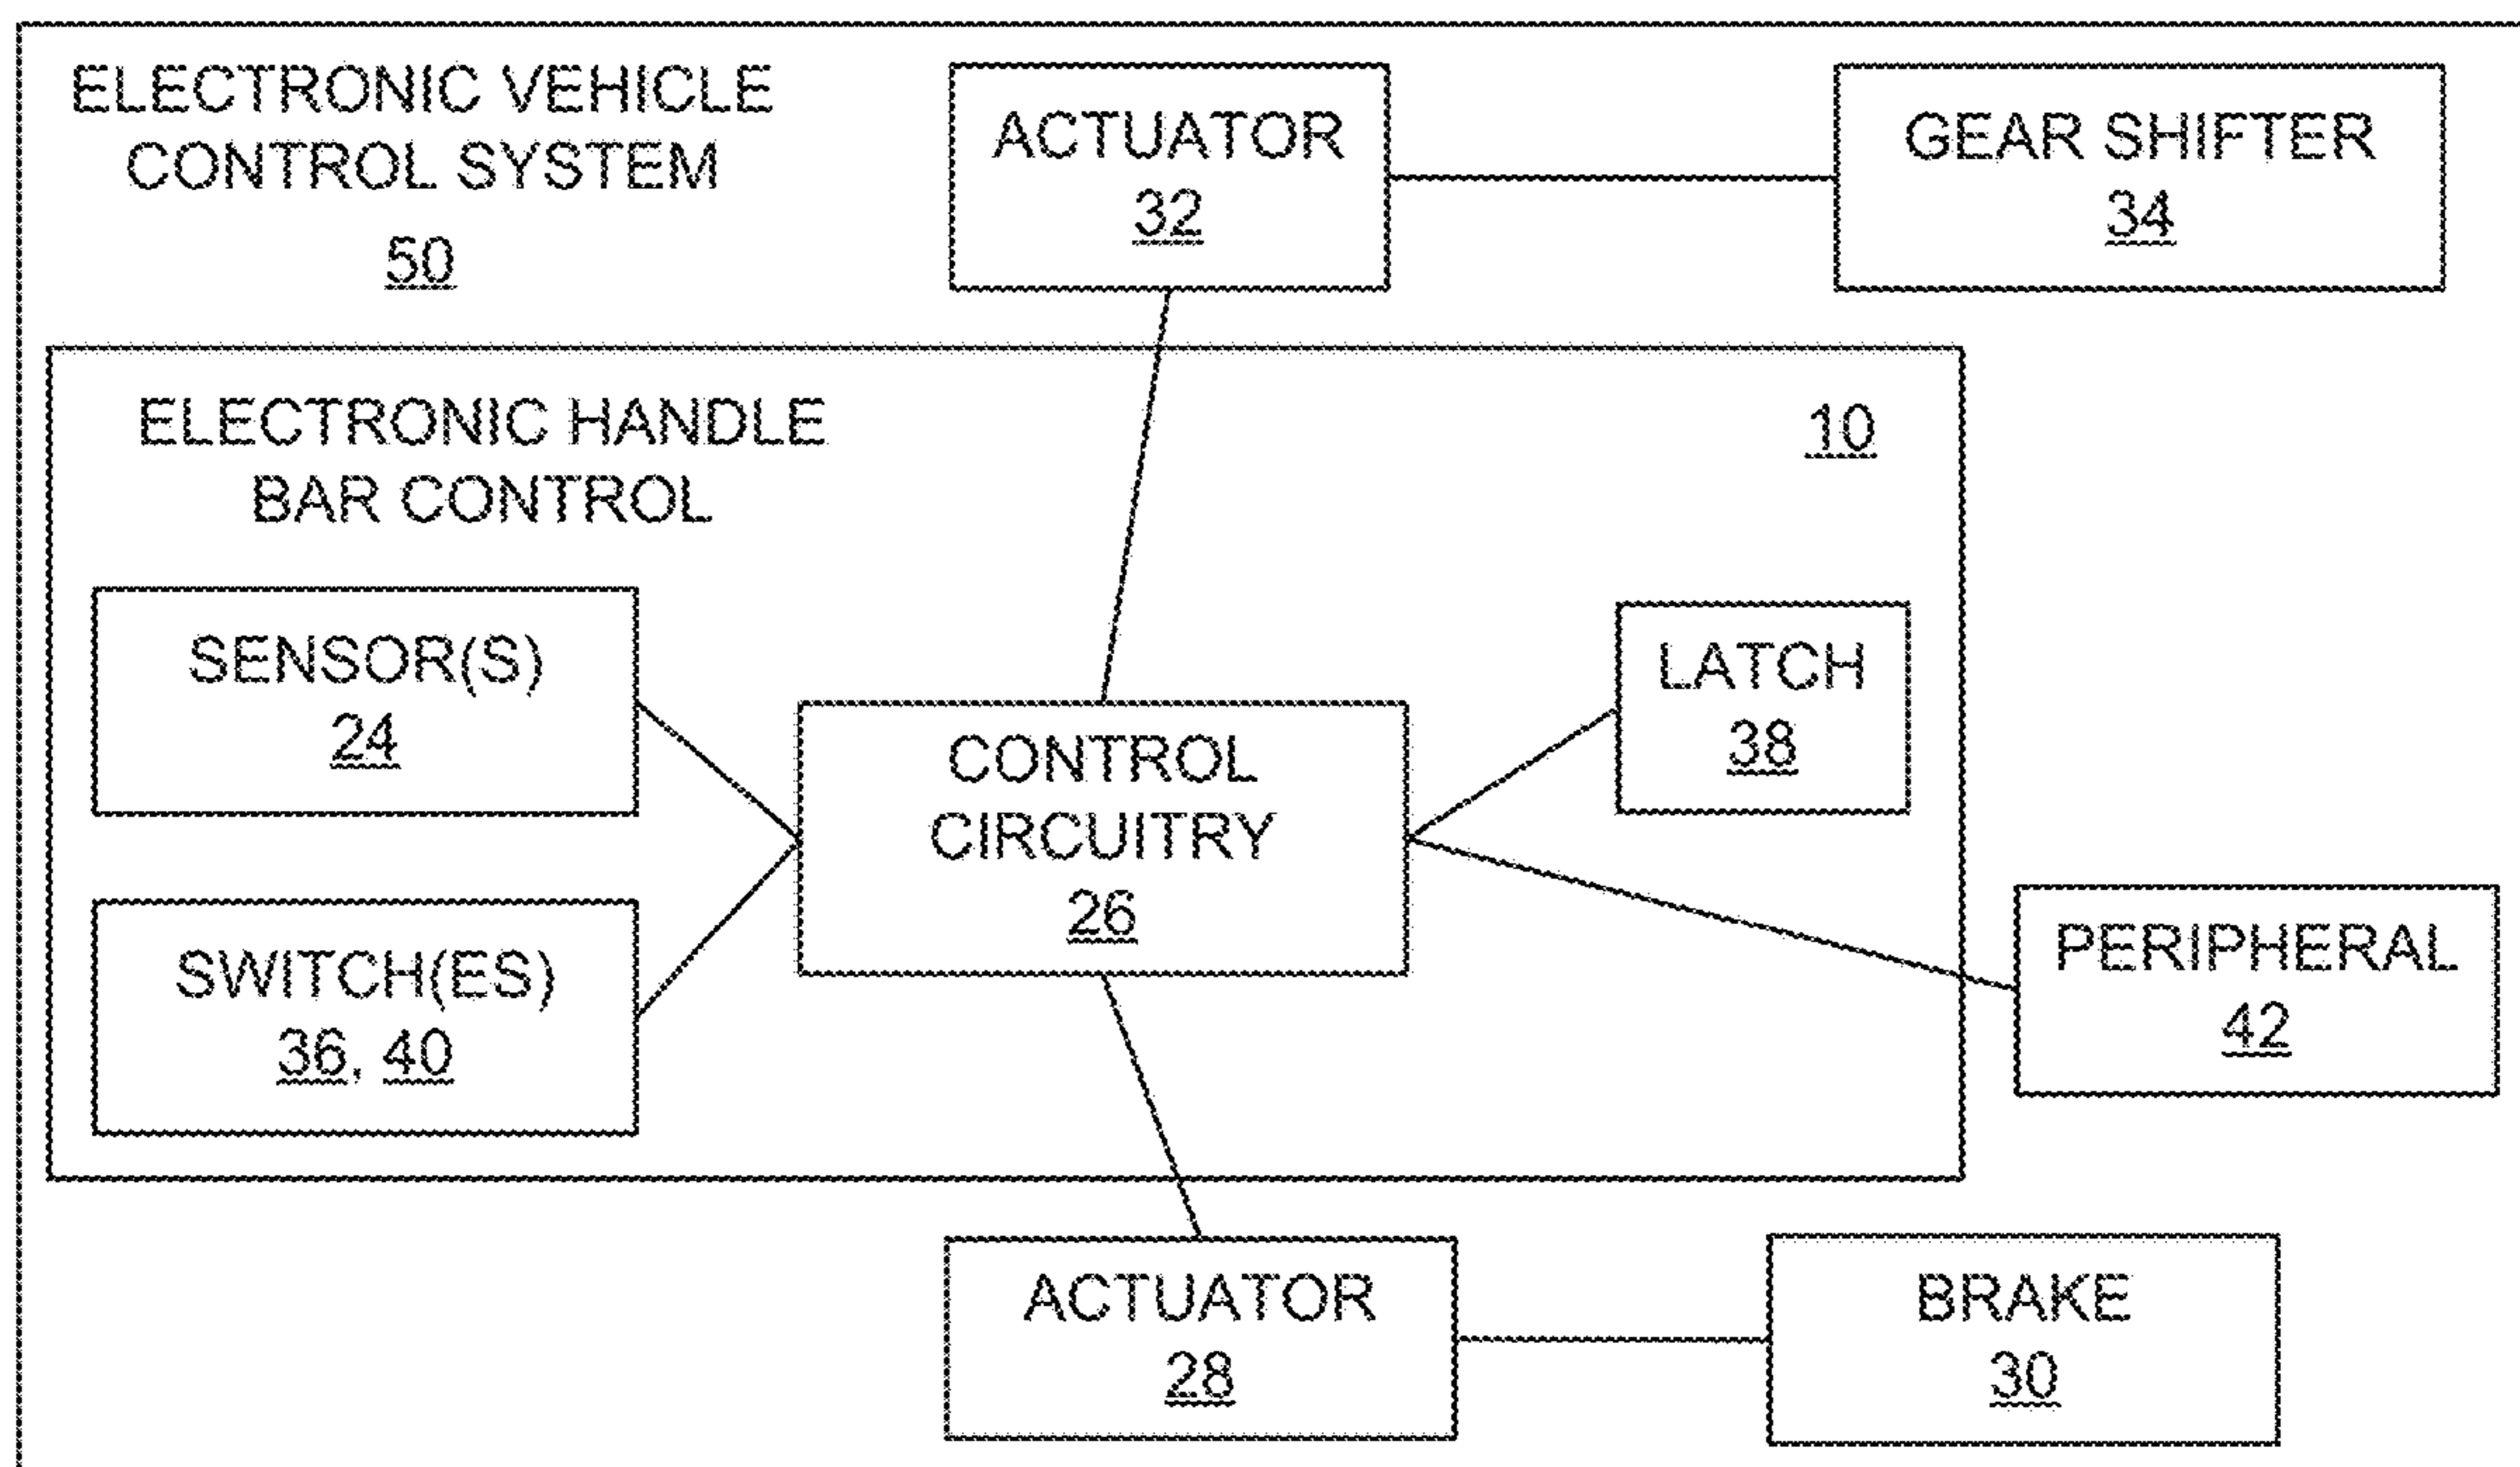 ELECTRONIC VEHICLE
CONTROL SYSTEM
50
ACTUATOR
32
GEAR SHIFTER
34
ELECTRONIC HANDLE
BAR CONTROL
10
SENSOR(S)
24
SWITCH(ES)
36, 40
CONTROL
CIRCUITRY
26
LATCH
38
PERIPHERAL
42
ACTUATOR
28
BRAKE
30